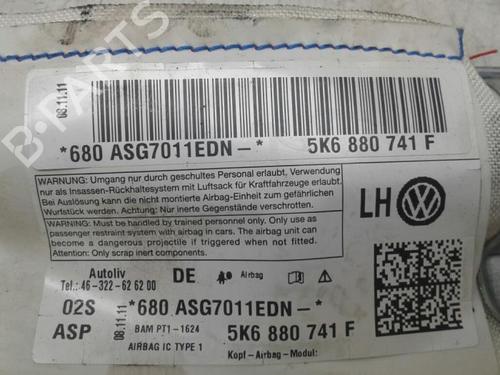 B-PARTS
08.11.11
*680 ASG7011EDN-* 5K6 880 741 F
WARNUNG: Umgang nur durch geschultes Personal erlaubt, Verwendung
nur als Insassen-Rückhaltesystem mit Luftsack für Kraftfahrzeuge erlaubt.
Bei Auslösung kann die nicht montierte Airbag-Einheit zum gefährlichen
Wurfstück werden. Achtung: Nur inerte Gegenstände verschrotten.
WARNING: Must be handled by trained personnel only. Only use as
passenger restraint system with airbag in cars. The airbag unit can
become a dangerous projectile if triggered when not fitted.
Attention: Only scrap inert components.
LH
Autoliv DE Airbag
Tel.: 46-322-62 62 00
02S *680 ASG7011EDN-*
ASP 08.11.11 BAM PT1-1624 5K6 880 741 F
AIRBAG IC TYPE 1 Kopf-Airbag-Modul: